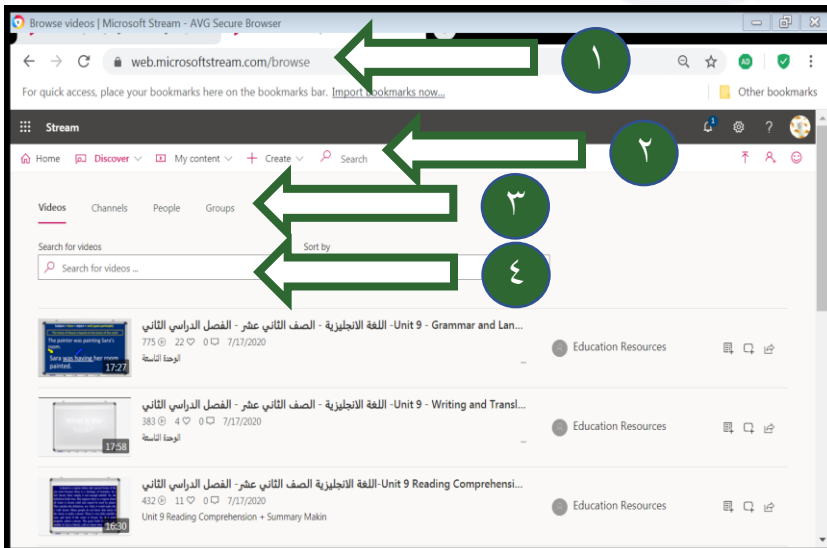 Browse videos | Microsoft Stream - AVG Secure Browser
web.microsoftstream.com/browse
١
For quick access, place your bookmarks here on the bookmarks bar. Import bookmarks now...
Other bookmarks
Stream
1
?
٢
Home Discover My content Create Search
Videos Channels People Groups
٣
Search for videos
Sort by
Search for videos ...
٤
Unit 9 - Grammar and Lan... -اللغة الانجليزية - الصف الثاني عشر - الفصل الدراسي الثاني
775 22 0 7/17/2020
الوحدة التاسعة
Education Resources
The painter was painting Sara's room.
Sara was having her room painted.
17:27
Unit 9 - Writing and Transl... -اللغة الانجليزية - الصف الثاني عشر - الفصل الدراسي الثاني
383 4 0 7/17/2020
الوحدة التاسعة
Education Resources
17:58
Unit 9 Reading Comprehensi...-اللغة الإنجليزية الصف الثاني عشر - الفصل الدراسي الثاني
432 11 0 7/17/2020
Unit 9 Reading Comprehension + Summary Makin
Education Resources
16:30